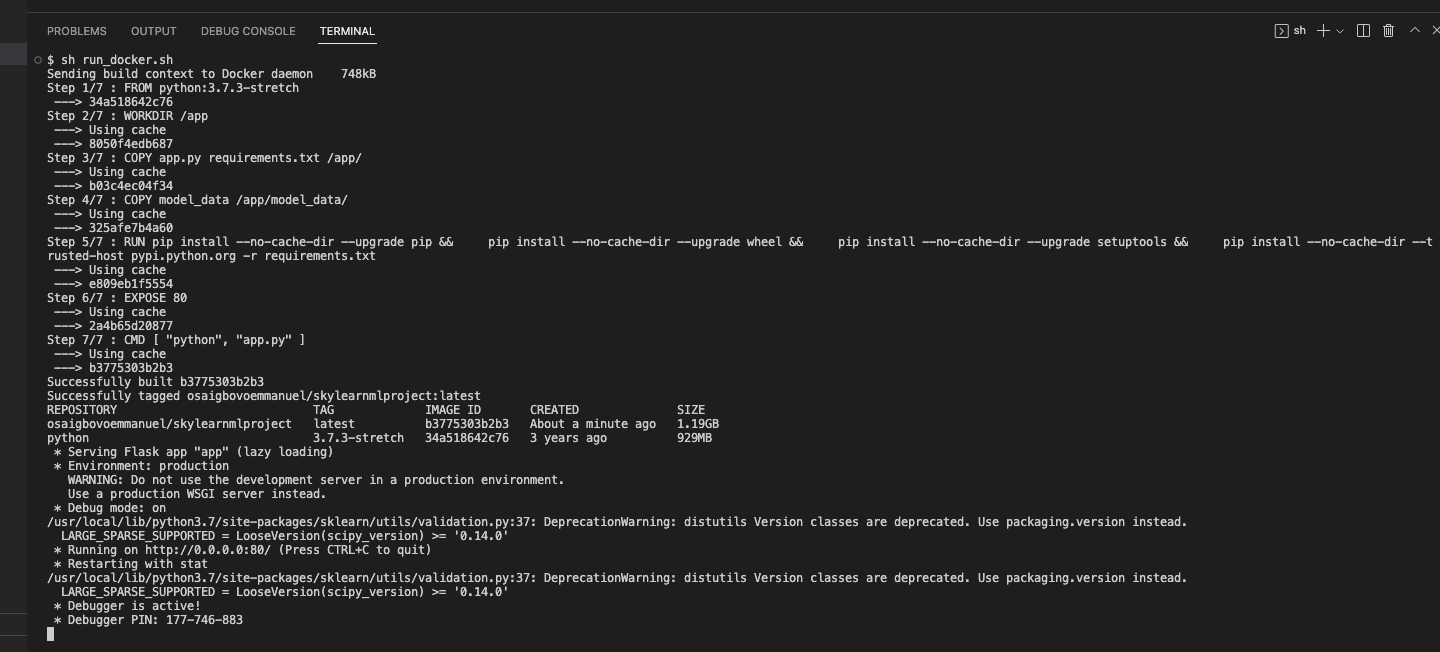 PROBLEMS OUTPUT DEBUG CONSOLE TERMINAL sh
$ sh run_docker.sh
Sending build context to Docker daemon    748kB
Step 1/7 : FROM python:3.7.3-stretch
 ---> 34a518642c76
Step 2/7 : WORKDIR /app
 ---> Using cache
 ---> 8050f4edb687
Step 3/7 : COPY app.py requirements.txt /app/
 ---> Using cache
 ---> b03c4ec04f34
Step 4/7 : COPY model_data /app/model_data/
 ---> Using cache
 ---> 325afe7b4a60
Step 5/7 : RUN pip install --no-cache-dir --upgrade pip &&     pip install --no-cache-dir --upgrade wheel &&     pip install --no-cache-dir --upgrade setuptools &&     pip install --no-cache-dir --t
rusted-host pypi.python.org -r requirements.txt
 ---> Using cache
 ---> e809eb1f5554
Step 6/7 : EXPOSE 80
 ---> Using cache
 ---> 2a4b65d20877
Step 7/7 : CMD [ "python", "app.py" ]
 ---> Using cache
 ---> b3775303b2b3
Successfully built b3775303b2b3
Successfully tagged osaigbovoemmanuel/skylearnmlproject:latest
REPOSITORY                            TAG             IMAGE ID       CREATED              SIZE
osaigbovoemmanuel/skylearnmlproject   latest          b3775303b2b3   About a minute ago   1.19GB
python                                3.7.3-stretch   34a518642c76   3 years ago          929MB
 * Serving Flask app "app" (lazy loading)
 * Environment: production
   WARNING: Do not use the development server in a production environment.
   Use a production WSGI server instead.
 * Debug mode: on
/usr/local/lib/python3.7/site-packages/sklearn/utils/validation.py:37: DeprecationWarning: distutils Version classes are deprecated. Use packaging.version instead.
  LARGE_SPARSE_SUPPORTED = LooseVersion(scipy_version) >= '0.14.0'
 * Running on http://0.0.0.0:80/ (Press CTRL+C to quit)
 * Restarting with stat
/usr/local/lib/python3.7/site-packages/sklearn/utils/validation.py:37: DeprecationWarning: distutils Version classes are deprecated. Use packaging.version instead.
  LARGE_SPARSE_SUPPORTED = LooseVersion(scipy_version) >= '0.14.0'
 * Debugger is active!
 * Debugger PIN: 177-746-883